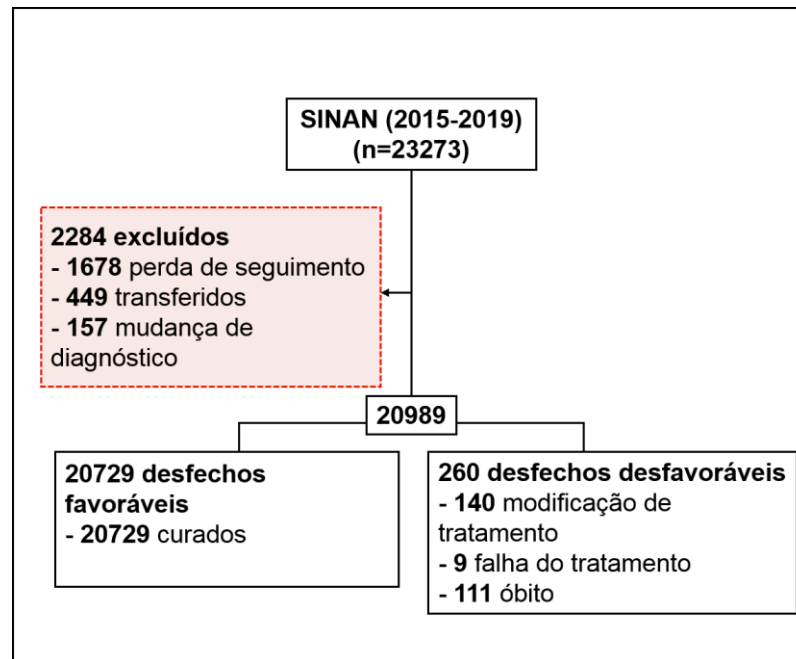 SINAN (2015-2019)
(n=23273)
2284 excluídos
- 1678 perda de seguimento
- 449 transferidos
- 157 mudança de
diagnóstico
20989
20729 desfechos
favoráveis
- 20729 curados
260 desfechos desfavoráveis
- 140 modificação de
tratamento
- 9 falha do tratamento
- 111 óbito